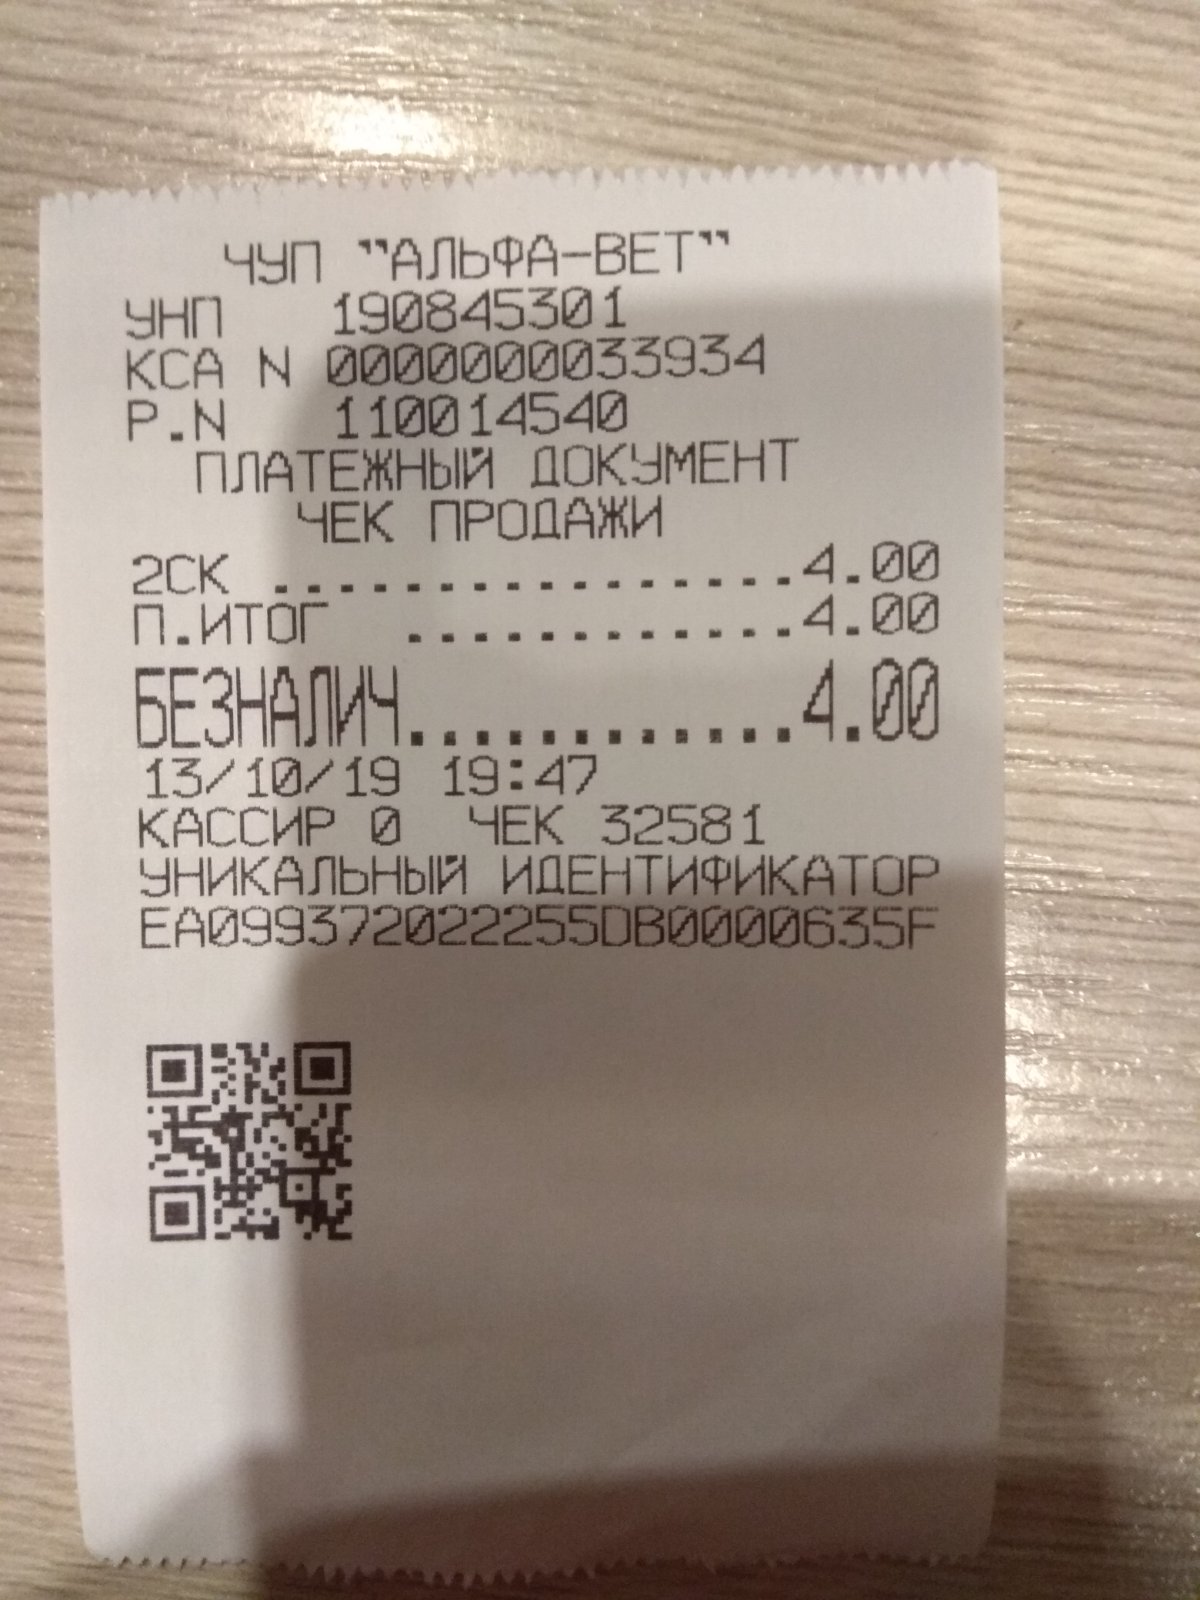 ЧУП "АЛЬФА-ВЕТ"
УНП 190845301
КСА N 0000000033934
Р.N 110014540
ПЛАТЕЖНЫЙ ДОКУМЕНТ
ЧЕК ПРОДАЖИ
2СК ................4.00
П.ИТОГ ............4.00
БЕЗНАЛИЧ............4.00
13/10/19 19:47
КАССИР 0 ЧЕК 32581
УНИКАЛЬНЫЙ ИДЕНТИФИКАТОР
EA099372022255DB0000635F